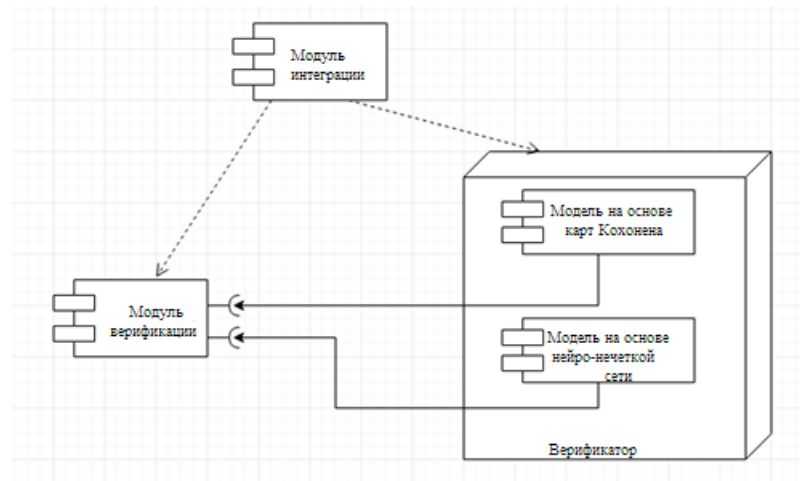 Модуль
интеграции
Модель на основе
карт Кохонена
Модуль
верификации
Модель на основе
нейро-нечеткой
сети
Верификатор